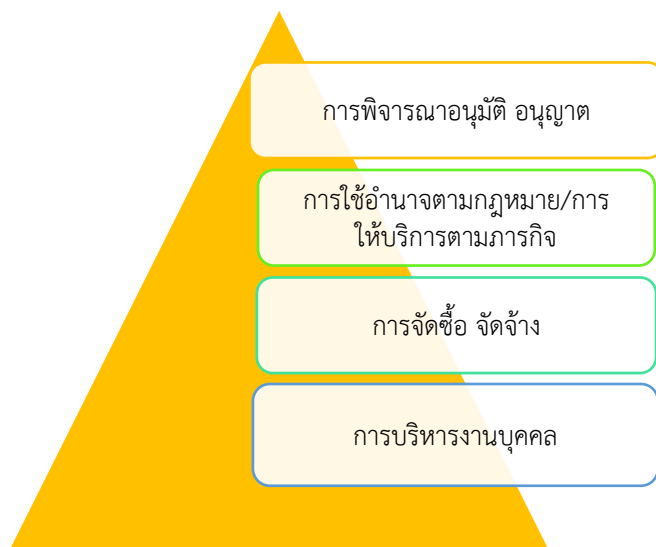 การพิจารณาอนุมัติ อนุญาต
การใช้อำนาจตามกฎหมาย/การ
ให้บริการตามภารกิจ
การจัดซื้อ จัดจ้าง
การบริหารงานบุคคล